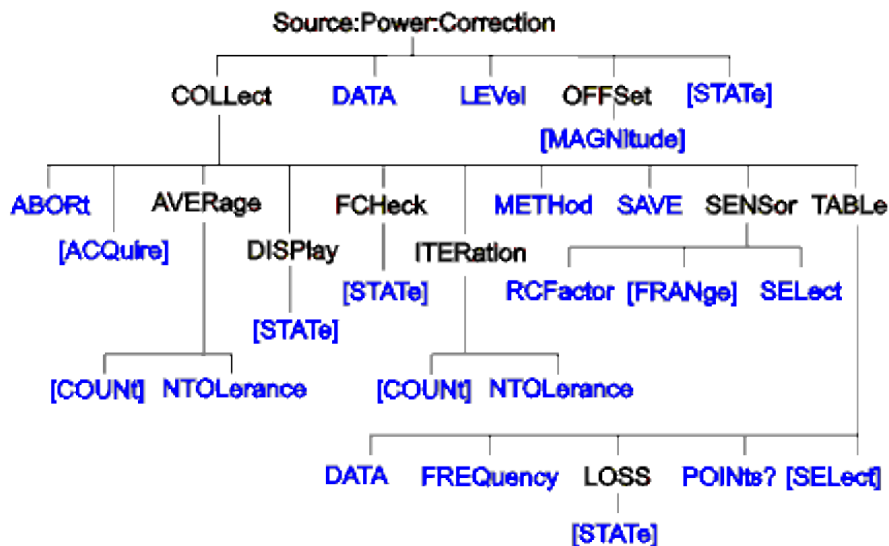 Source:Power:Correction
COLLect DATA LEVel OFFSet [STATe]
[MAGNitude]
ABORt AVERage FCHeck METHod SAVE SENSor TABLe
[ACQuire] DISPlay ITERation
[STATe] RCFactor [FRANge] SELect
[STATe]
[COUNt] NTOLerance [COUNt] NTOLerance
DATA FREQuency LOSS POINts? [SELect]
[STATe]